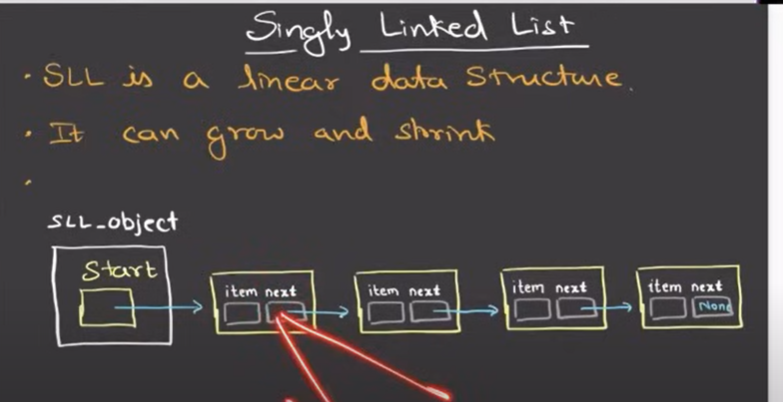 Singly Linked List
• SLL is a linear data Structure.
• It can grow and shrink
•
SLL_object
Start
item next
item next
item next
item next
None